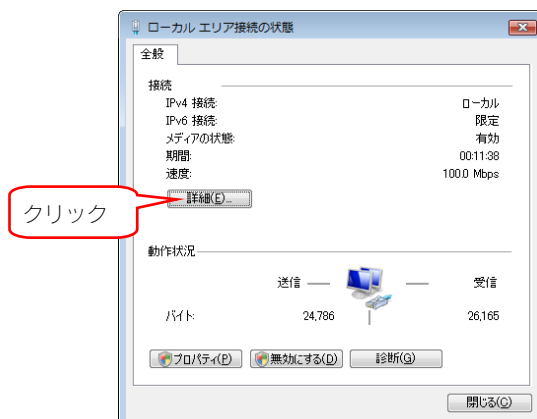 ローカル エリア接続の状態
全般
接続
IPv4 接続: ローカル
IPv6 接続: 限定
メディアの状態: 有効
期間: 00:11:38
速度: 100.0 Mbps
詳細(E)...
クリック
動作状況
送信 — — 受信
バイト: 24,786 26,165
プロパティ(P) 無効にする(D) 診断(G)
閉じる(C)